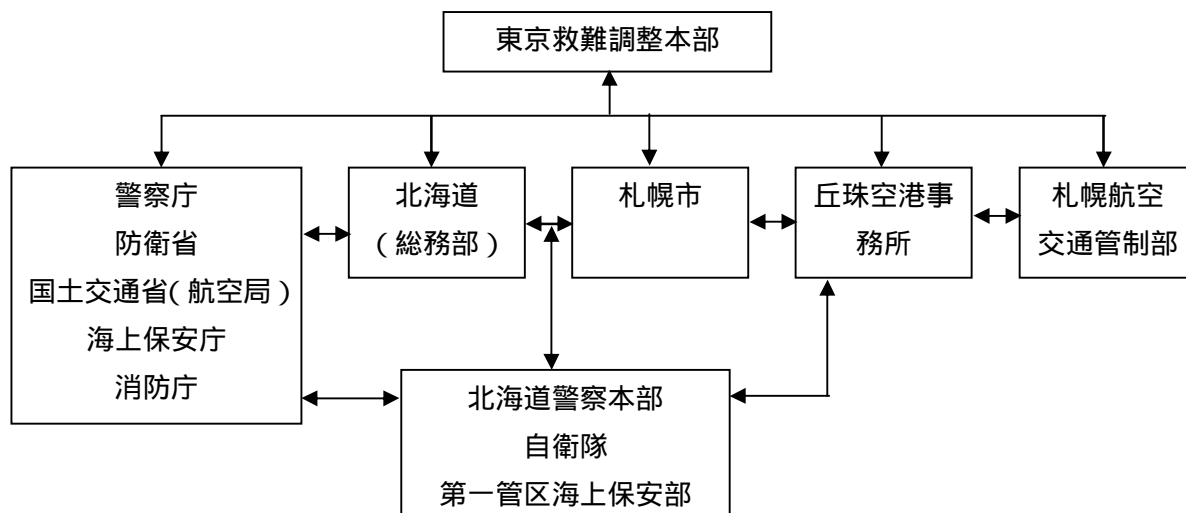 東京救難調整本部
警察庁
防衛省
国土交通省(航空局)
海上保安庁
消防庁
北海道
(総務部)
札幌市
丘珠空港事
務所
札幌航空
交通管制部
北海道警察本部
自衛隊
第一管区海上保安部